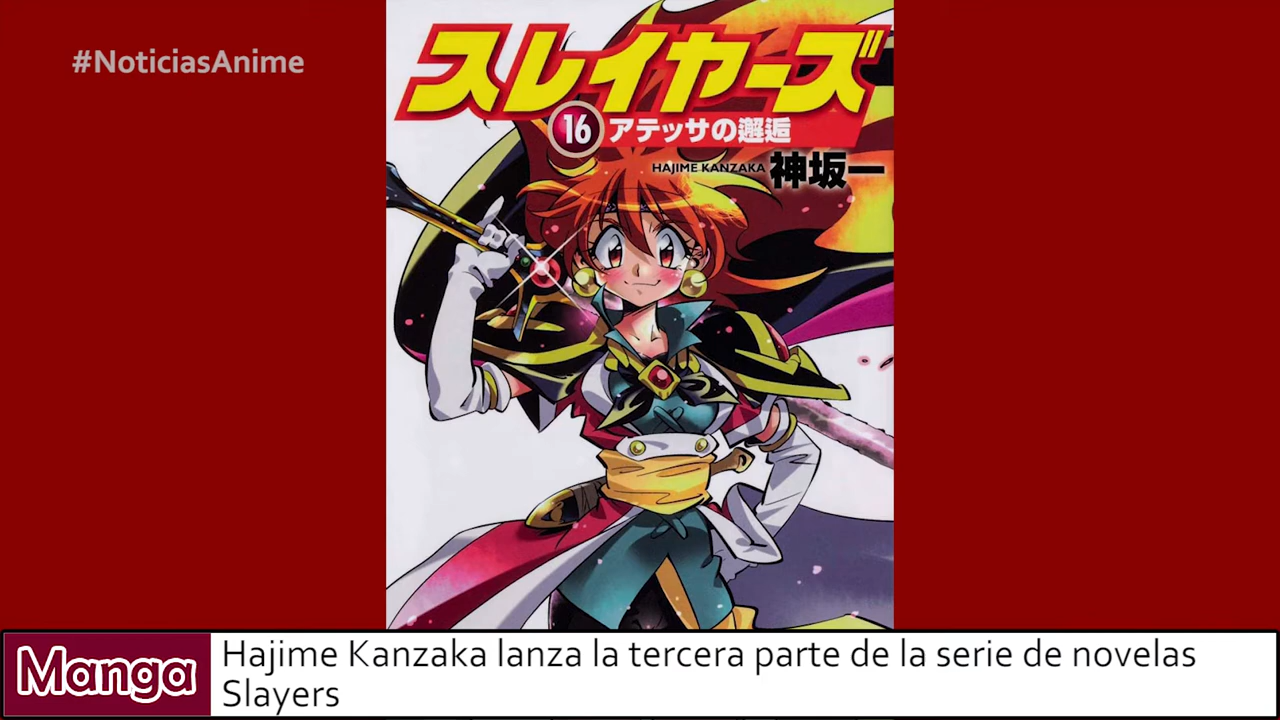 #NoticiasAnime
スレイヤーズ
16 アテッサの邂逅
HAJIME KANZAKA 神坂一
Manga
Hajime Kanzaka lanza la tercera parte de la serie de novelas
Slayers